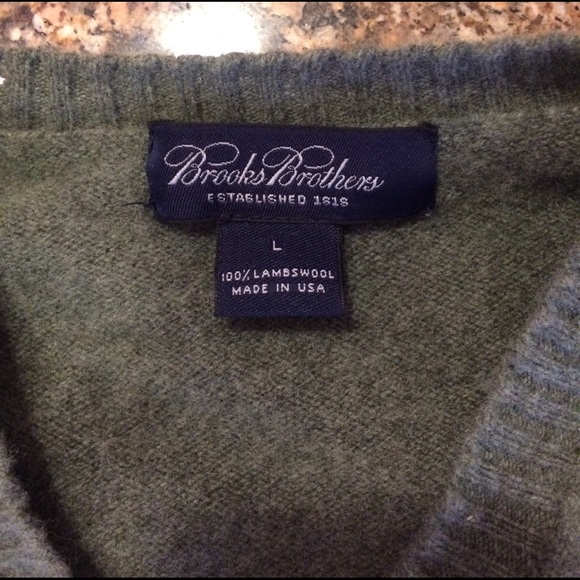 Brooks Brothers
ESTABLISHED 1818
L
100% LAMBSWOOL
MADE IN USA